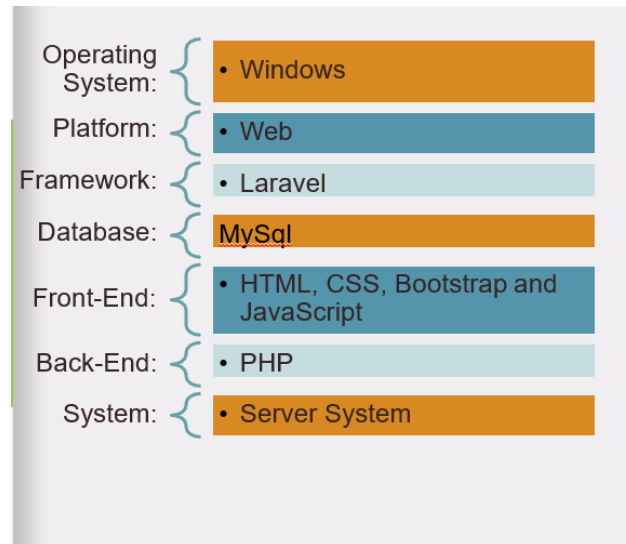 Operating
System:
• Windows
Platform:
• Web
Framework:
• Laravel
Database:
MySql
Front-End:
• HTML, CSS, Bootstrap and
JavaScript
Back-End:
• PHP
System:
• Server System